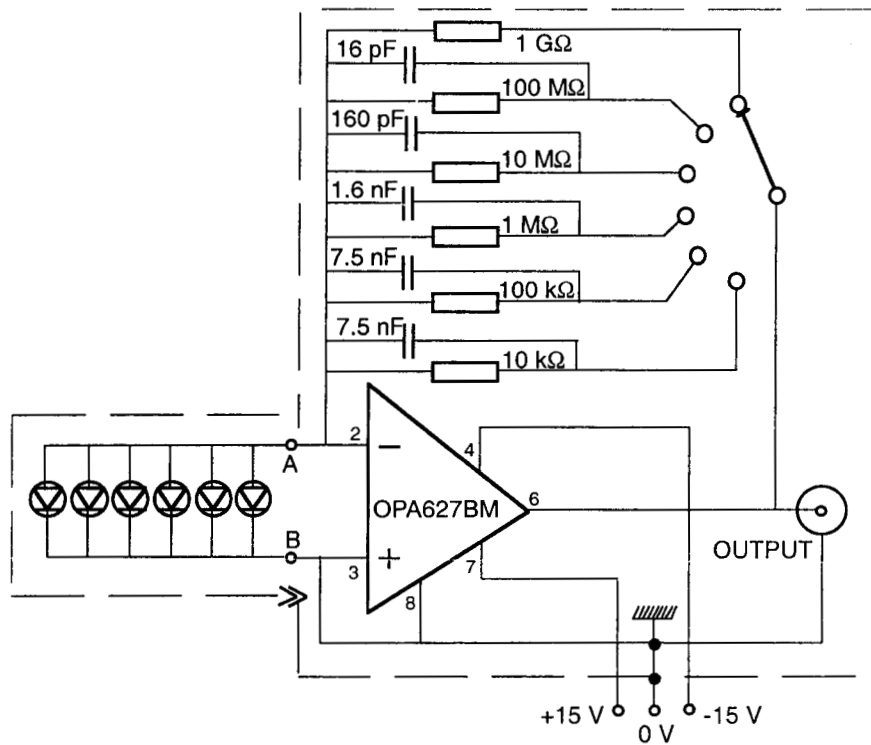 1 GΩ
16 pF
100 MΩ
160 pF
10 MΩ
1.6 nF
1 MΩ
7.5 nF
100 kΩ
7.5 nF
10 kΩ
2
4
A
−
OPA627BM
6
B
+
OUTPUT
3
7
8
+15 V
-15 V
0 V